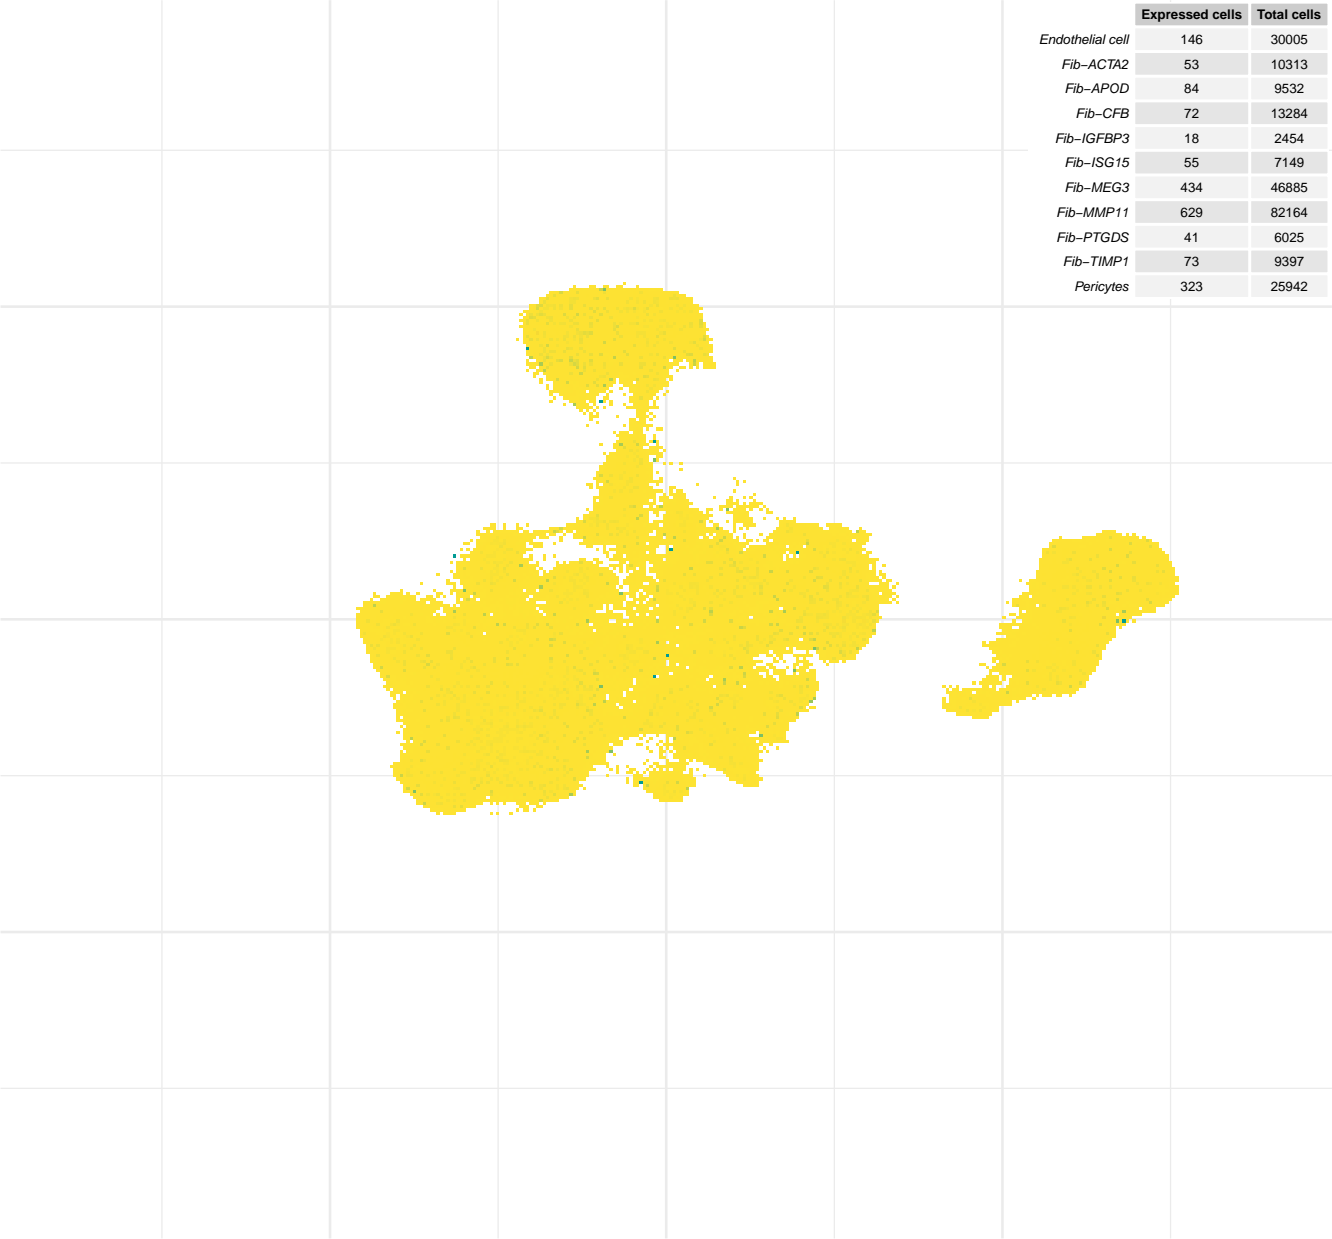 Expressed cells Total cells
Endothelial cell 146 30005
Fib−ACTA2 53 10313
Fib−APOD 84 9532
Fib−CFB 72 13284
Fib−IGFBP3 18 2454
Fib−ISG15 55 7149
Fib−MEG3 434 46885
Fib−MMP11 629 82164
Fib−PTGDS 41 6025
Fib−TIMP1 73 9397
Pericytes 323 25942